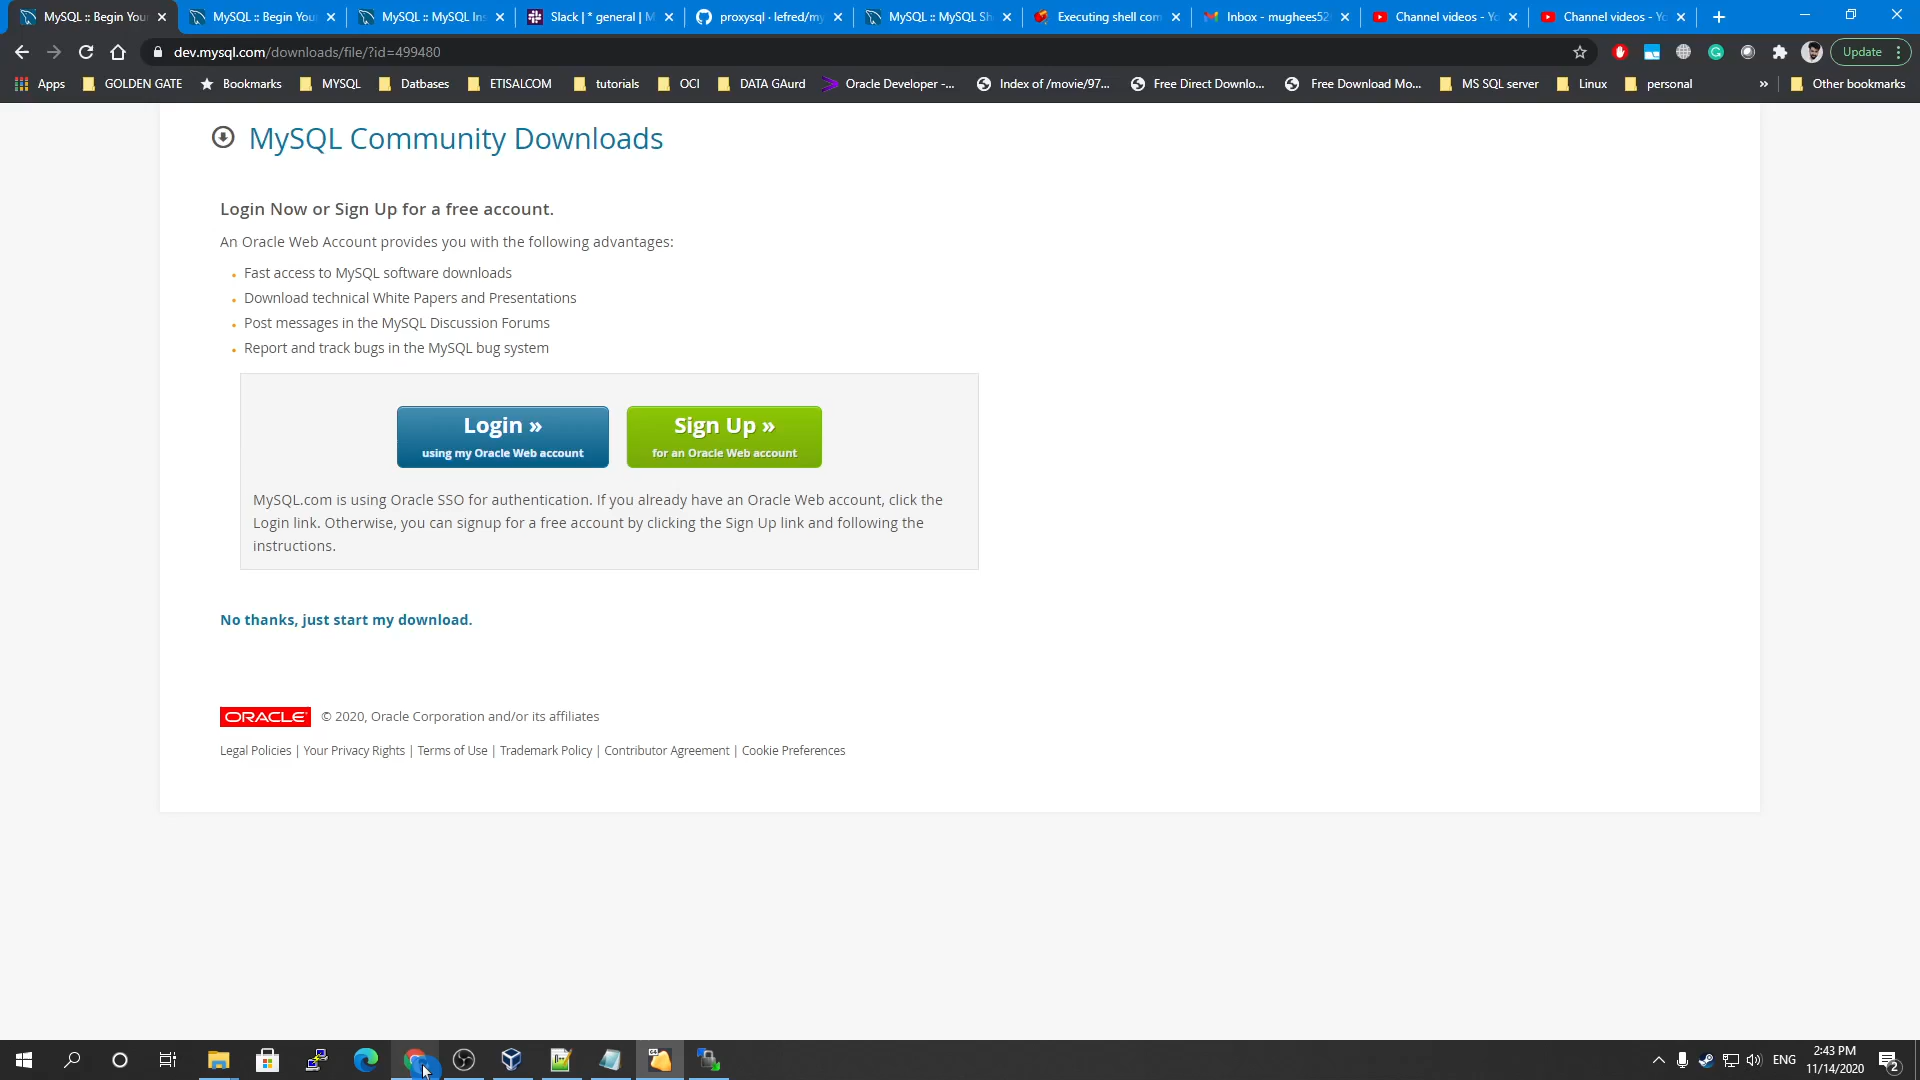 MySQL :: Begin Your
MySQL :: Begin You
MySQL :: MySQL Ins
Slack | * general | M
proxysql · lefred/my
MySQL :: MySQL Sh
Executing shell com
Inbox - mughees52
Channel videos - Yo
Channel videos - Yo
dev.mysql.com/downloads/file/?id=499480
Update
Apps
GOLDEN GATE
Bookmarks
MYSQL
Datbases
ETISALCOM
tutorials
OCI
DATA GAurd
Oracle Developer -...
Index of /movie/97...
Free Direct Downlo...
Free Download Mo...
MS SQL server
Linux
personal
»
Other bookmarks
MySQL Community Downloads
Login Now or Sign Up for a free account.
An Oracle Web Account provides you with the following advantages:
Fast access to MySQL software downloads
Download technical White Papers and Presentations
Post messages in the MySQL Discussion Forums
Report and track bugs in the MySQL bug system
Login »
using my Oracle Web account
Sign Up »
for an Oracle Web account
MySQL.com is using Oracle SSO for authentication. If you already have an Oracle Web account, click the
Login link. Otherwise, you can signup for a free account by clicking the Sign Up link and following the
instructions.
No thanks, just start my download.
ORACLE
© 2020, Oracle Corporation and/or its affiliates
Legal Policies | Your Privacy Rights | Terms of Use | Trademark Policy | Contributor Agreement | Cookie Preferences
ENG
2:43 PM
11/14/2020
2